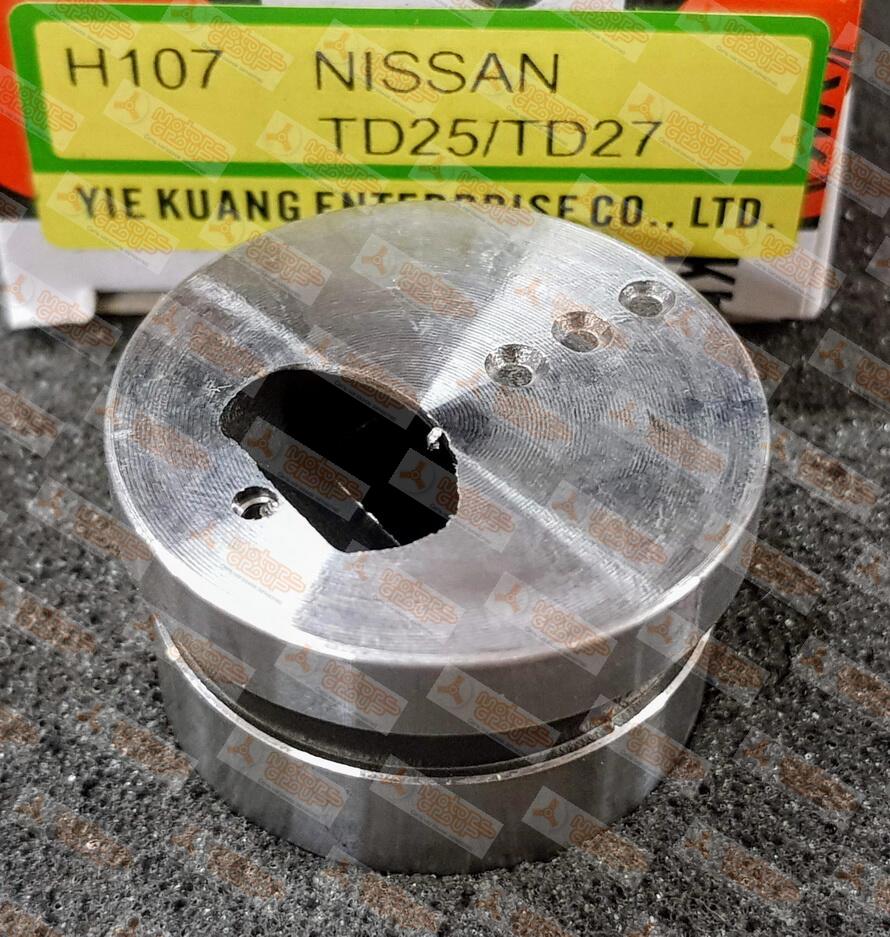 H107 NISSAN
TD25/TD27
YIE KUANG ENTERPRISE CO., LTD.